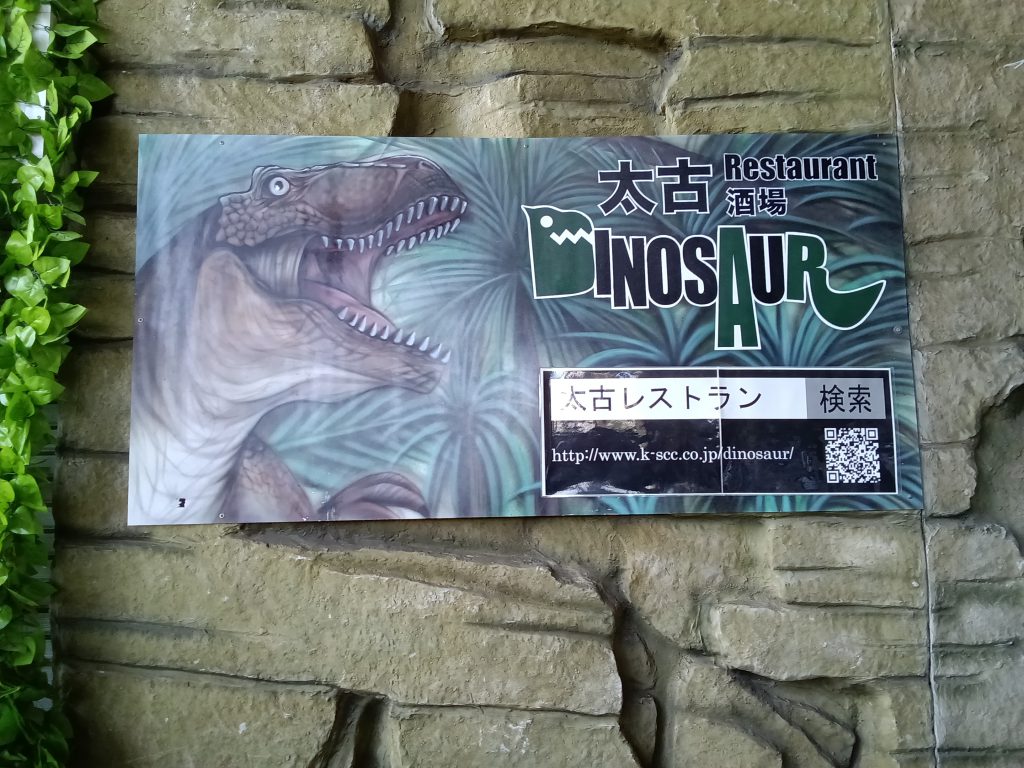 太古 Restaurant
酒場
DINOSAUR
太古レストラン 検索
http://www.k-scc.co.jp/dinosaur/